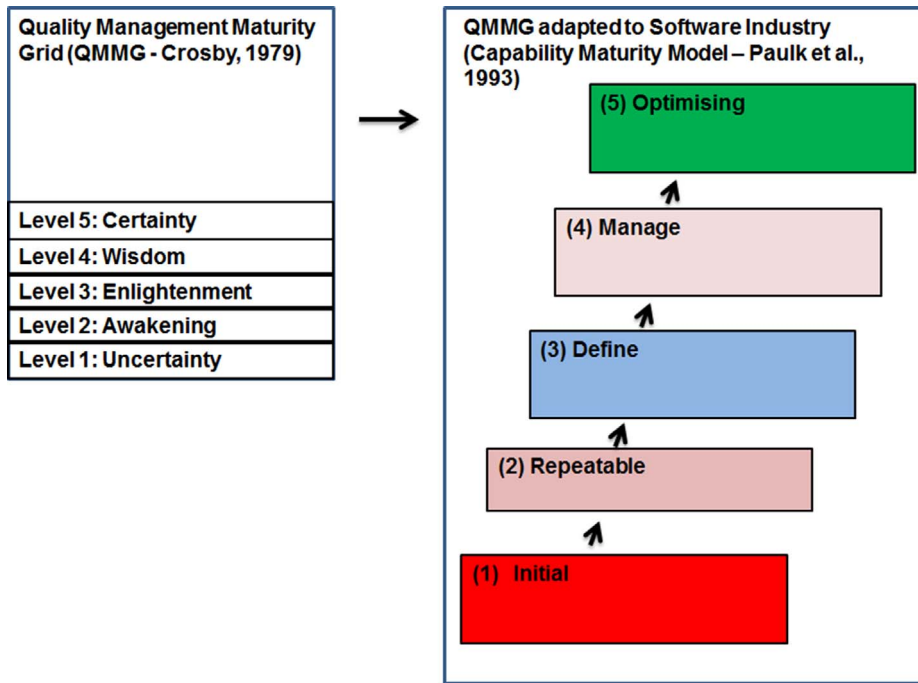 Quality Management Maturity
Grid (QMMG - Crosby, 1979)
Level 5: Certainty
Level 4: Wisdom
Level 3: Enlightenment
Level 2: Awakening
Level 1: Uncertainty
QMMG adapted to Software Industry
(Capability Maturity Model – Paulk et al.,
1993)
(5) Optimising
(4) Manage
(3) Define
(2) Repeatable
(1) Initial